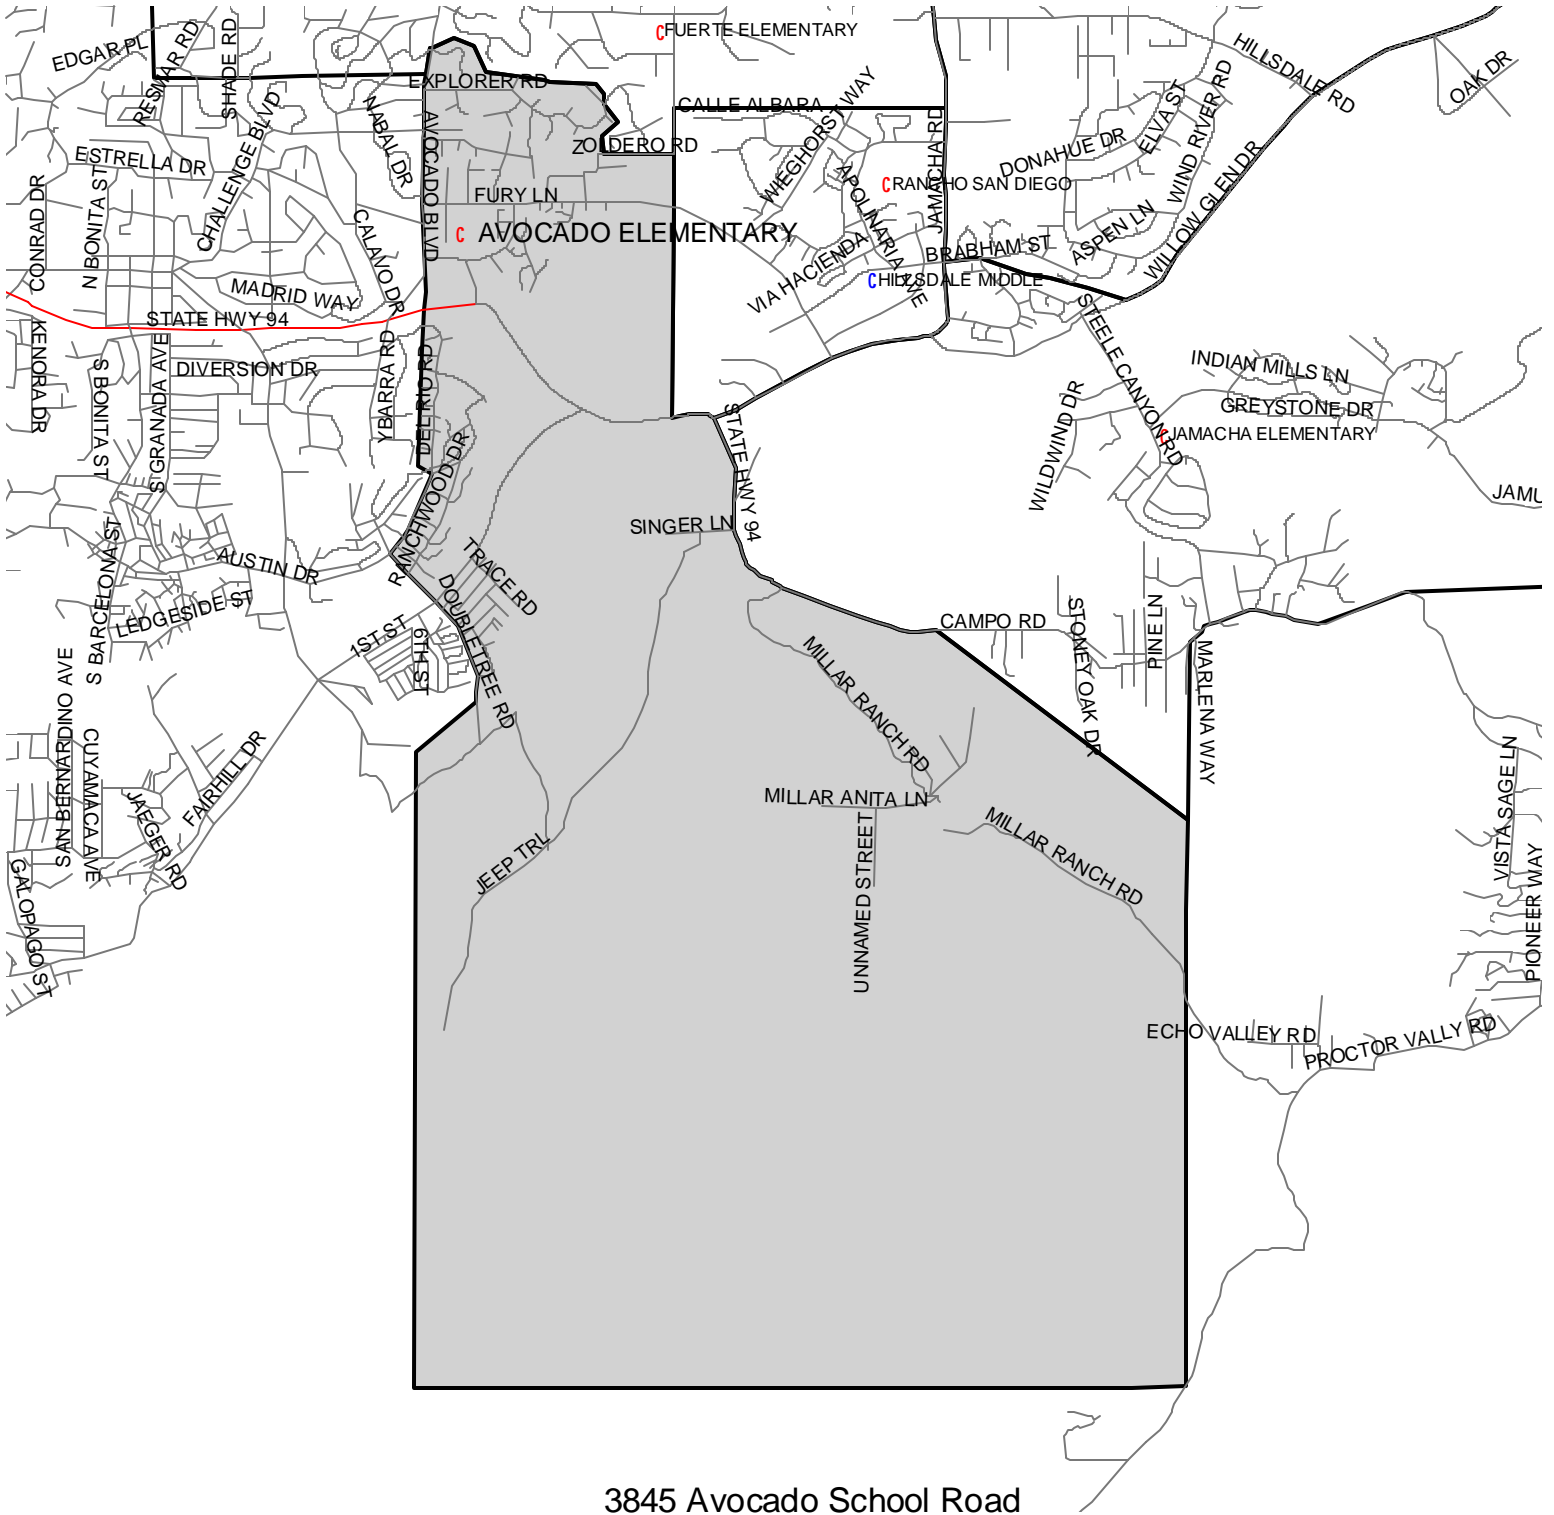 FUERTE ELEMENTARY
HILLSDALE RD
EDGAR PL
RESMAR RD
SHADE RD
EXPLORER RD
OAK DR
CALLE ALBARA
WIEGHORST WAY
JAMACHA RD
ELVA ST
WIND RIVER RD
NABAL DR
AVOCADO BLVD
CHALLENGE BLVD
ZOLDERO RD
DONAHUE DR
ESTRELLA DR
RANCHO SAN DIEGO
CONRAD DR
N BONITA ST
FURY LN
APOLINARIA AVE
WILLOW GLEN DR
CALAVO DR
AVOCADO ELEMENTARY
ASPEN LN
BRABHAM ST
VIA HACIENDA
HILLSDALE MIDDLE
MADRID WAY
STATE HWY 94
KENORA DR
S BONITA ST
S GRANADA AVE
DIVERSION DR
YBARRA RD
DEL RIO RD
STEELE CANYON RD
INDIAN MILLS LN
GREYSTONE DR
JAMACHA ELEMENTARY
WILDWIND DR
STATE HWY 94
RANCHWOOD DR
JAMU
SINGER LN
S BARCELONA ST
AUSTIN DR
TRACE RD
DOUBLETREE RD
LEDGESIDE ST
1ST ST
6TH ST
CAMPO RD
STONEY OAK DR
PINE LN
MARLENA WAY
MILLAR RANCH RD
SAN BERNARDINO AVE
CUYAMACA AVE
FAIRHILL DR
JAEGER RD
VISTA SAGE LN
MILLAR ANITA LN
MILLAR RANCH RD
JEEP TRL
UNNAMED STREET
GALOPAGO ST
PIONEER WAY
ECHO VALLEY RD
PROCTOR VALLY RD
3845 Avocado School Road